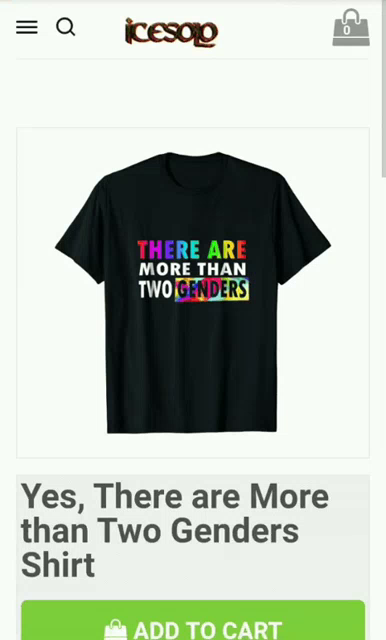 ICESOLO
0
THERE ARE
MORE THAN
TWO GENDERS
Yes, There are More
than Two Genders
Shirt
ADD TO CART